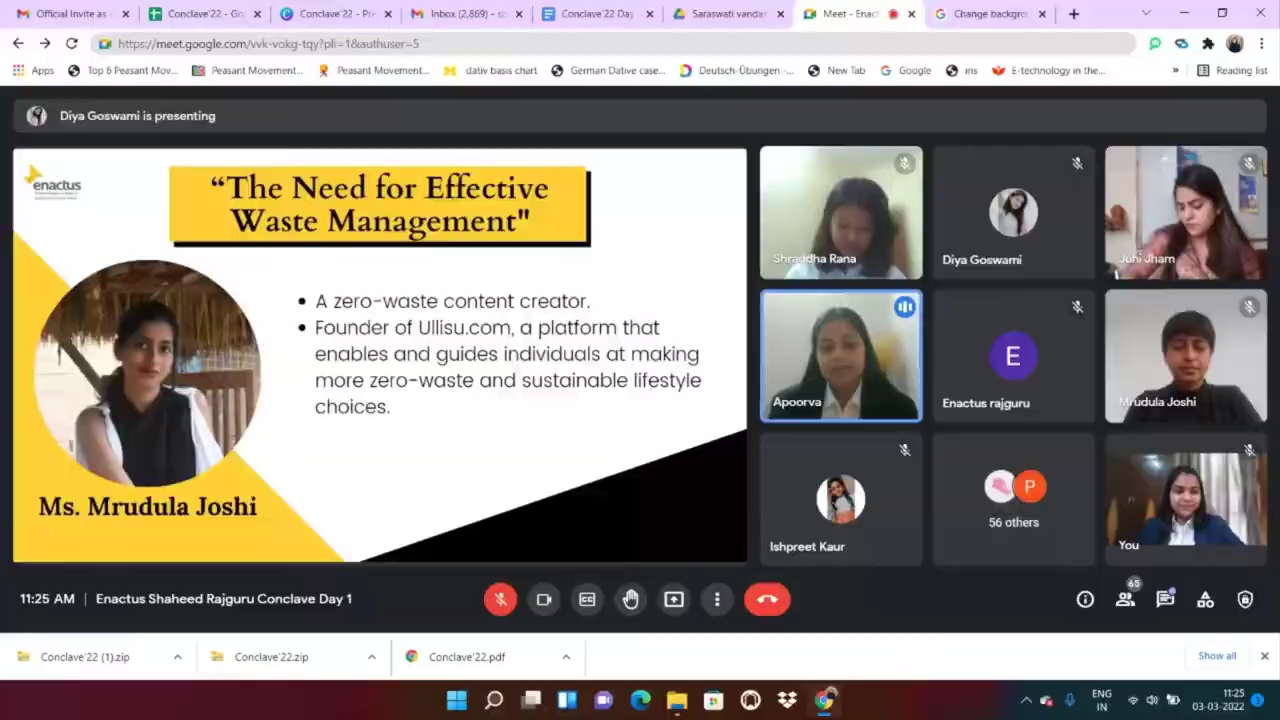 Official Invite as
Conclave'22 - Go
Conclave'22 - Pre
Inbox (2,869) - s
Conclave'22 Day
Saraswati vandan
Meet - Enact
Change backgro
https://meet.google.com/vvk-vokg-tqy?pli=1&authuser=5
Apps
Top 6 Peasant Mov...
Peasant Movement...
Peasant Movement...
dativ basis chart
German Dative case...
Deutsch-Übungen -...
New Tab
Google
iris
E-technology in the...
»
Reading list
Diya Goswami is presenting
enactus
“The Need for Effective
Waste Management"
• A zero-waste content creator.
• Founder of Ullisu.com, a platform that
enables and guides individuals at making
more zero-waste and sustainable lifestyle
choices.
Ms. Mrudula Joshi
Shraddha Rana
Diya Goswami
Juhi Jham
Apoorva
E
Enactus rajguru
Mrudula Joshi
Ishpreet Kaur
P
56 others
You
11:25 AM | Enactus Shaheed Rajguru Conclave Day 1
65
Conclave'22 (1).zip
Conclave'22.zip
Conclave'22.pdf
Show all
ENG
IN
11:25
03-03-2022